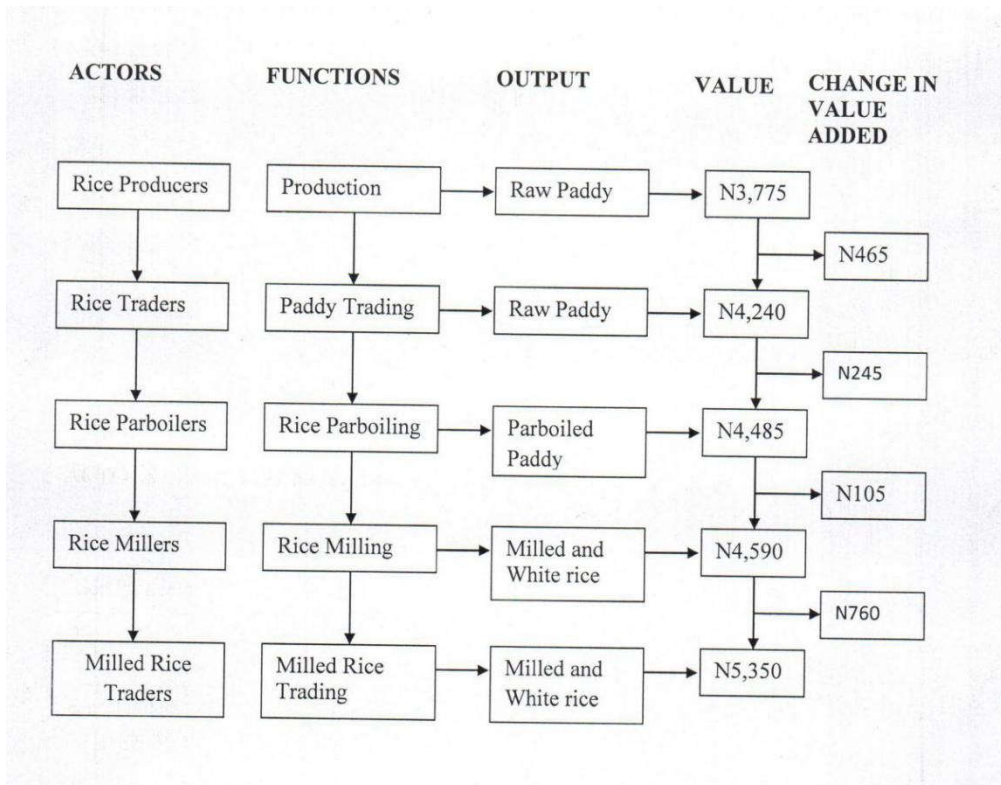 ACTORS FUNCTIONS OUTPUT VALUE CHANGE IN
VALUE
ADDED
Rice Producers Production Raw Paddy N3,775
N465
Rice Traders Paddy Trading Raw Paddy N4,240
N245
Rice Parboilers Rice Parboiling Parboiled
Paddy N4,485
N105
Rice Millers Rice Milling Milled and
White rice N4,590
N760
Milled Rice
Traders Milled Rice
Trading Milled and
White rice N5,350